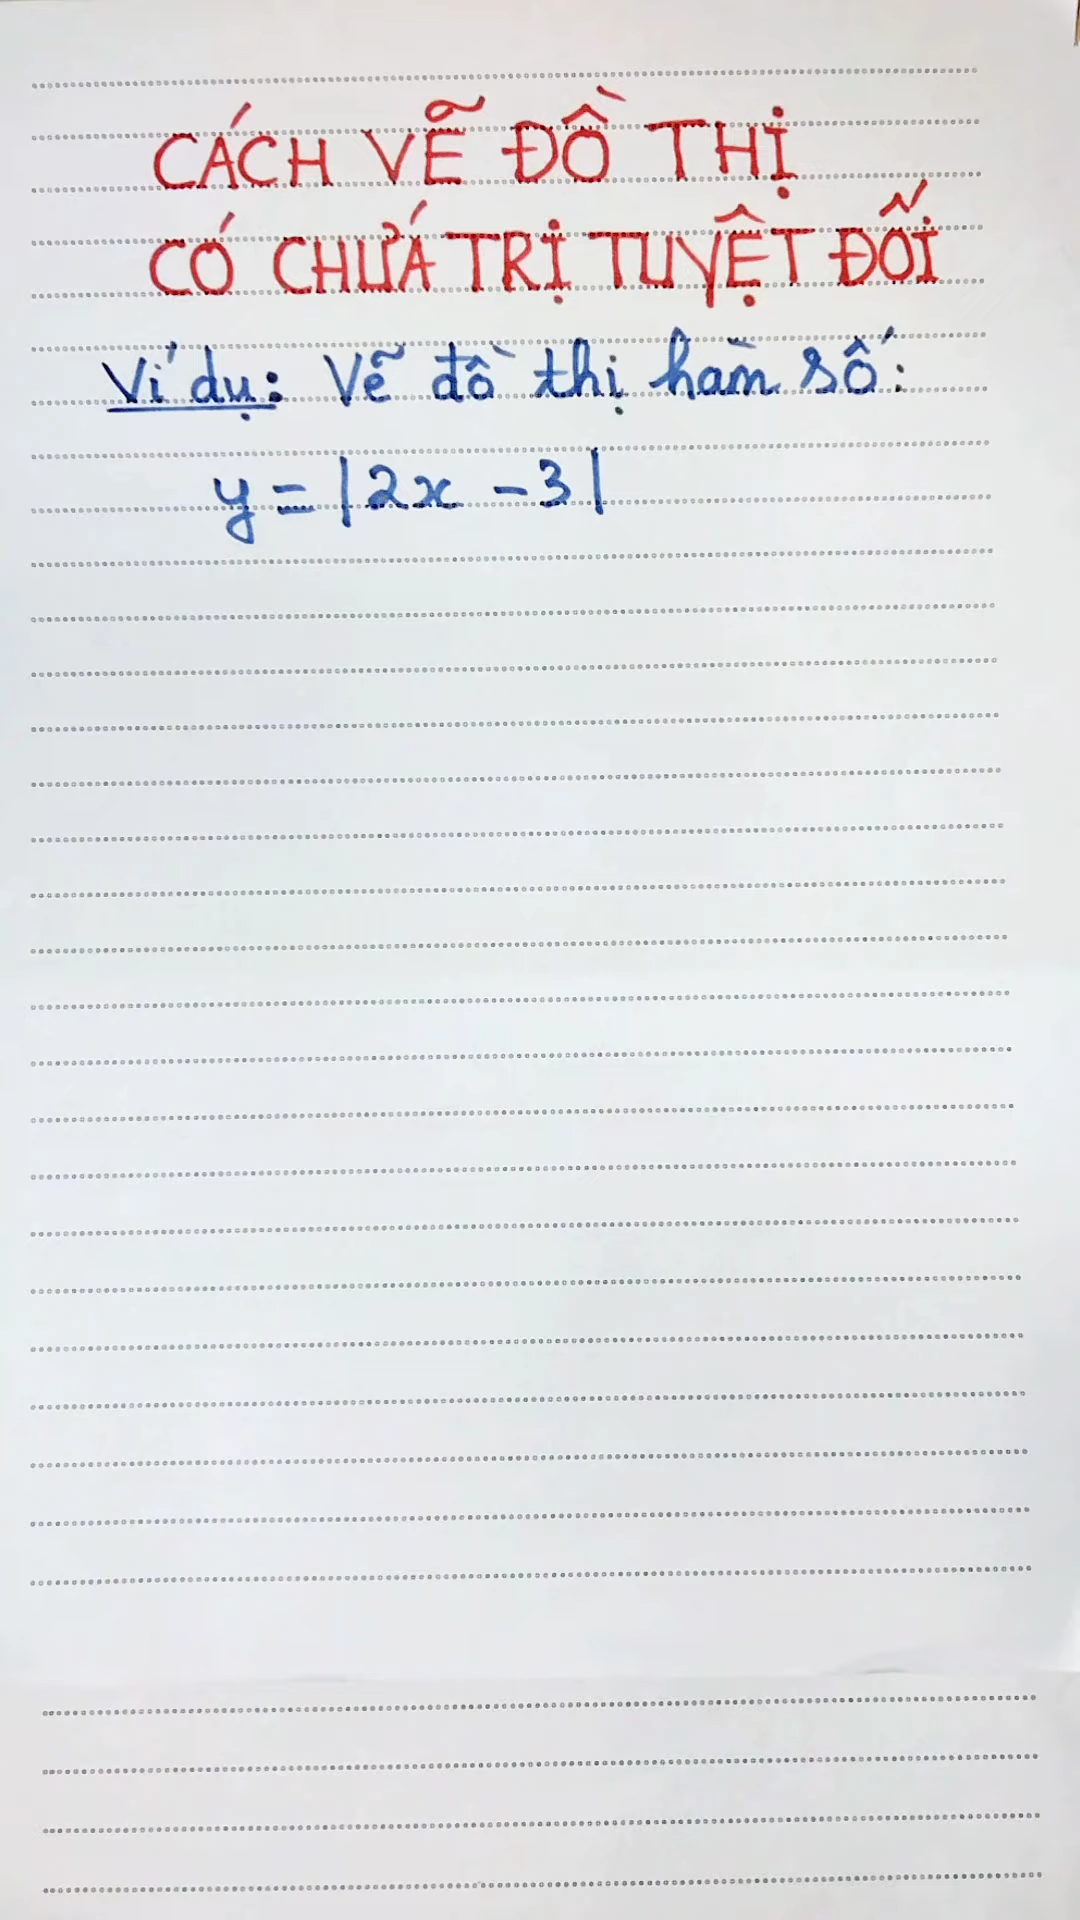 CÁCH VẼ ĐỒ THỊ
CÓ CHỨA TRỊ TUYỆT ĐỐI
Ví dụ: Vẽ đồ thị hàm số:
y = |2x - 3|